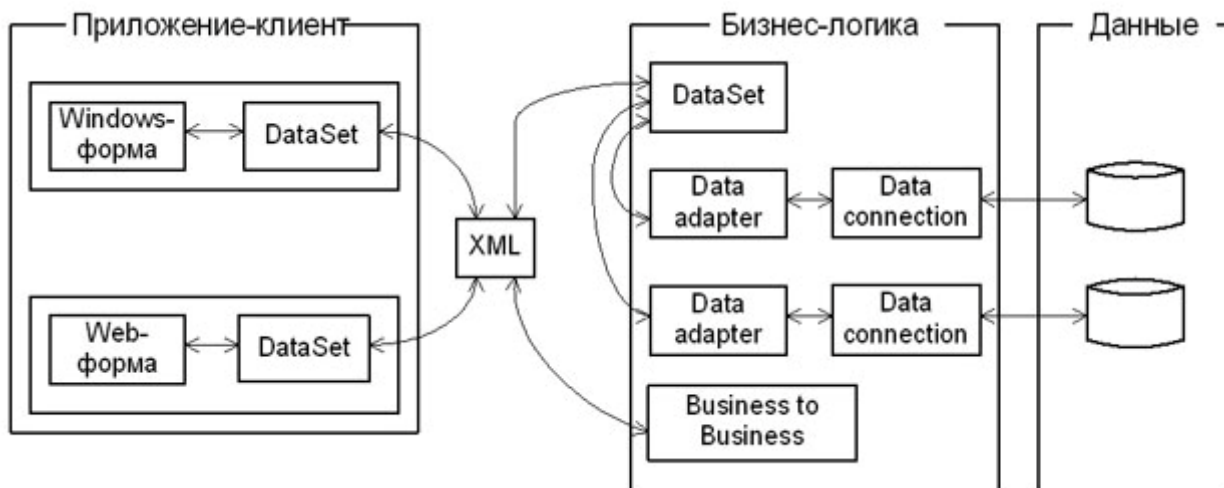 Приложение-клиент
Windows-
форма
DataSet
Web-
форма
DataSet
XML
Бизнес-логика
DataSet
Data
adapter
Data
connection
Data
adapter
Data
connection
Business to
Business
Данные